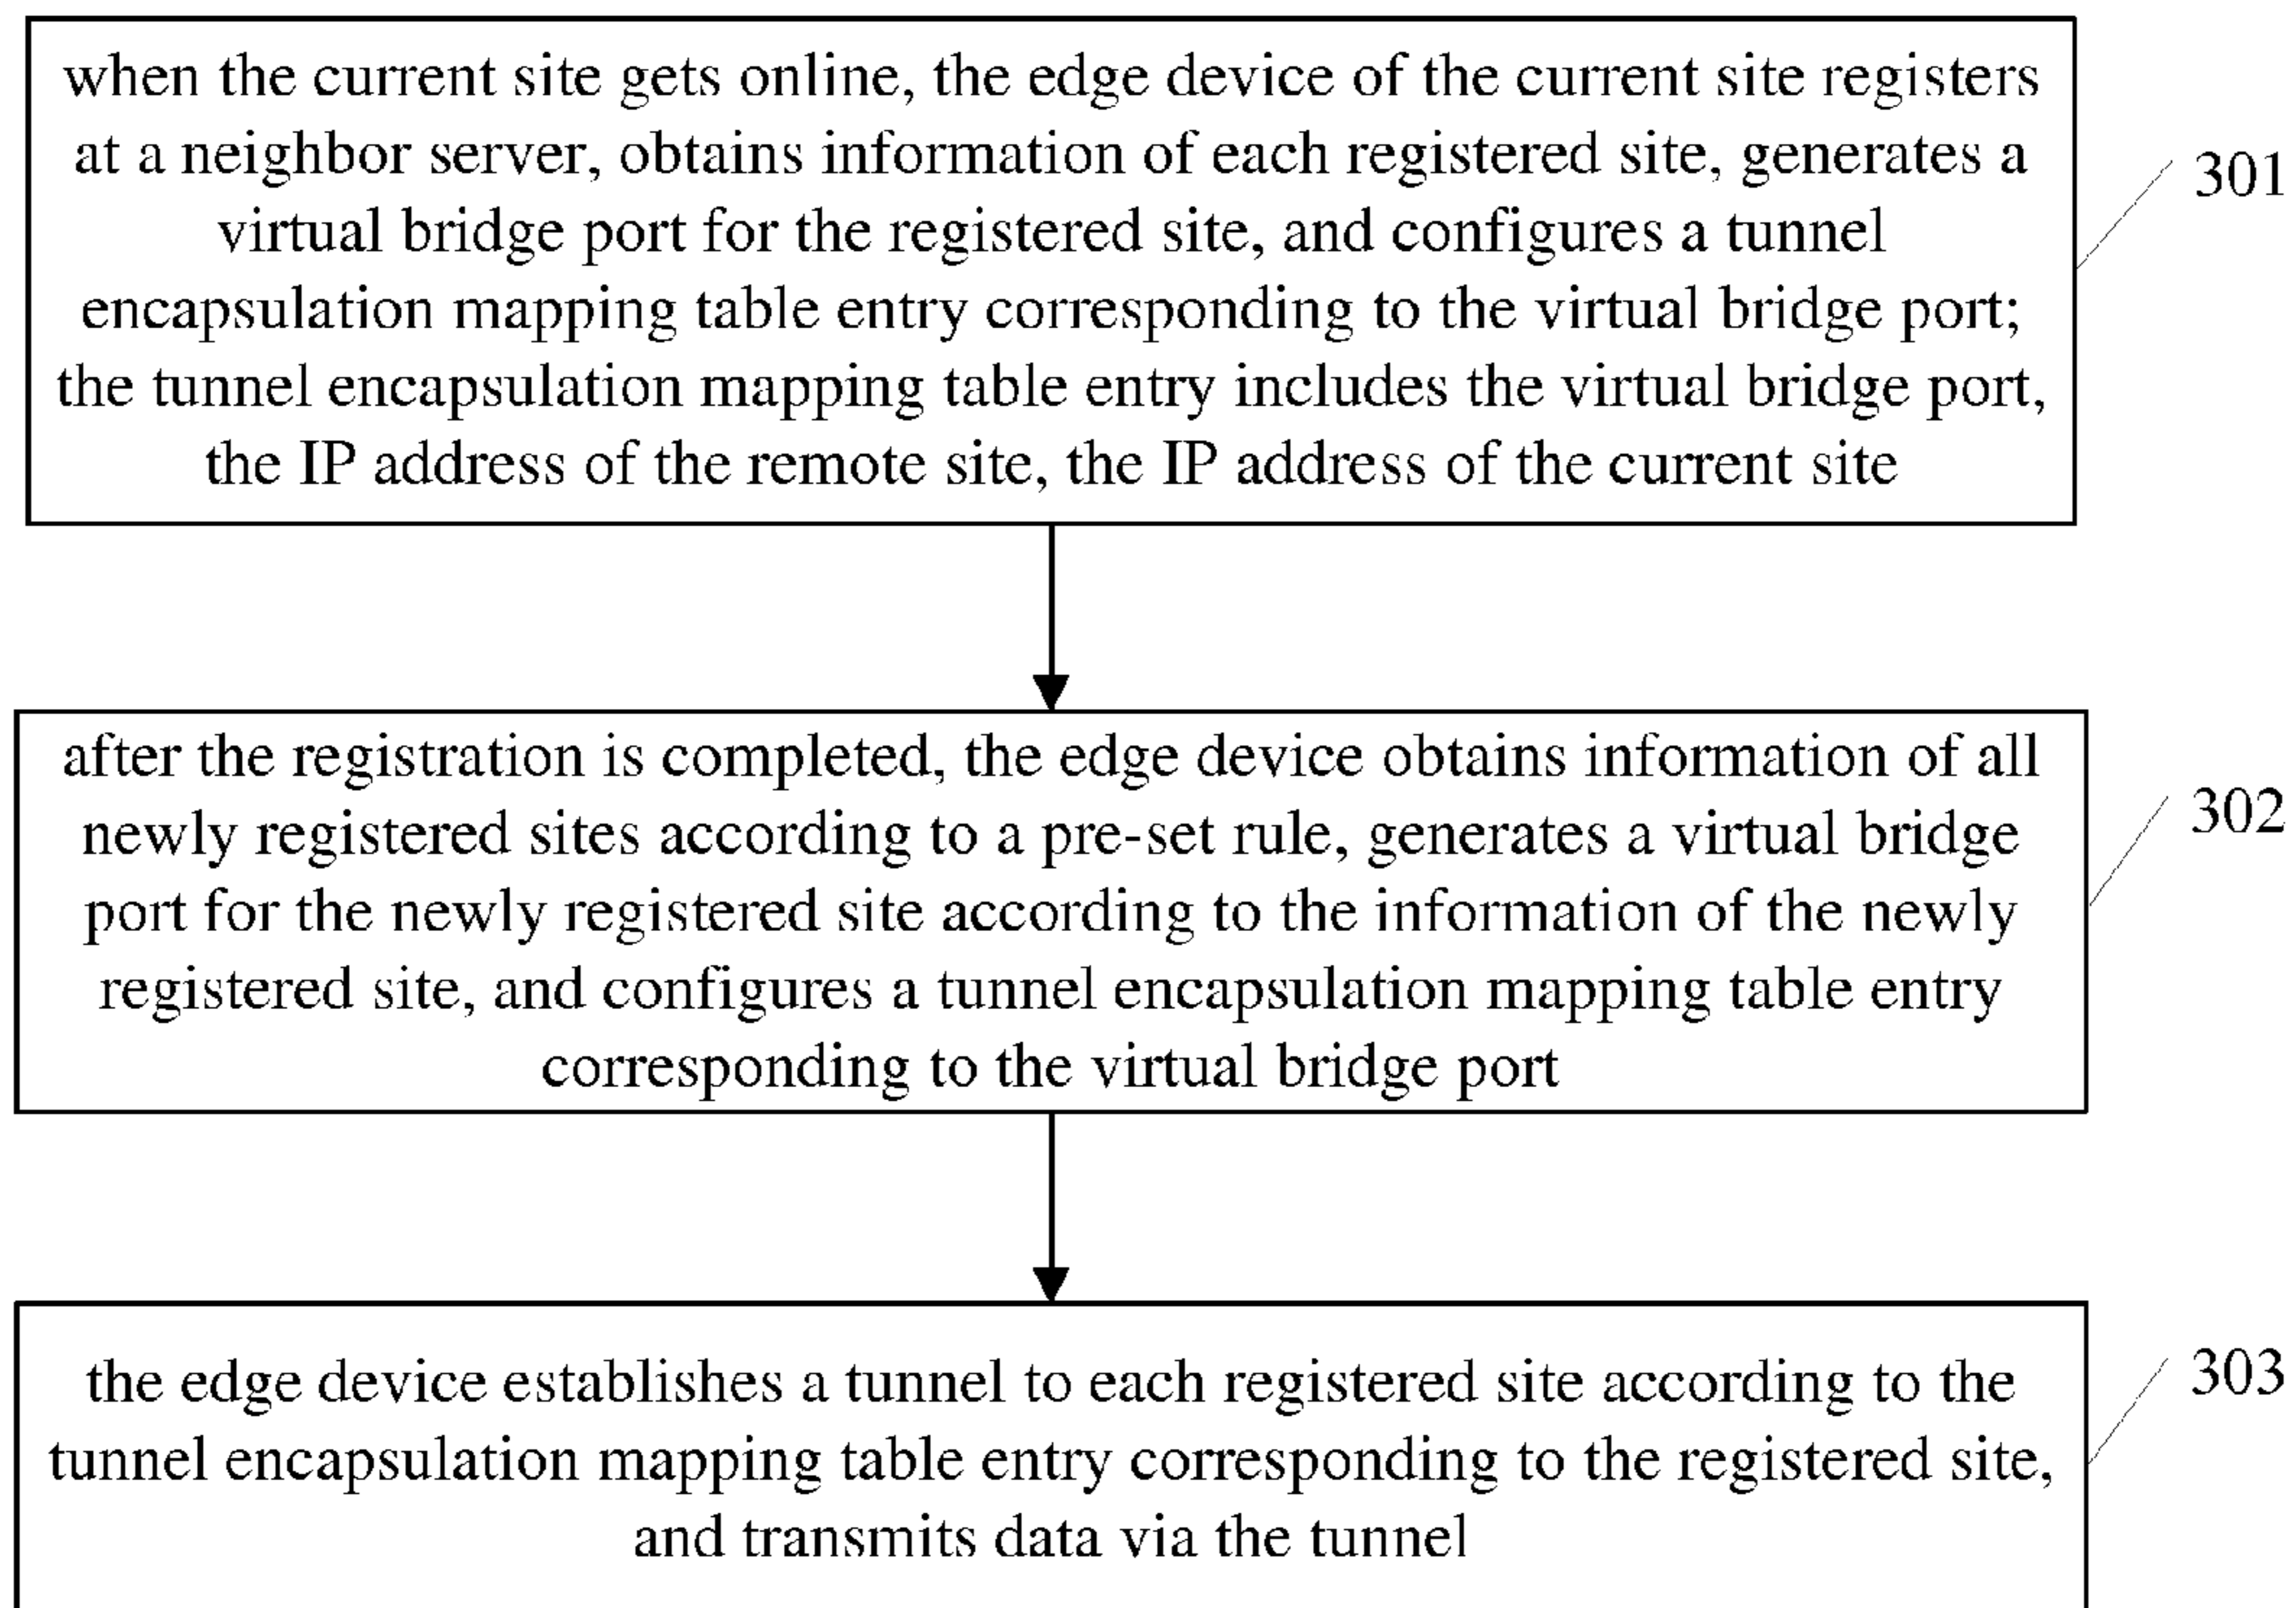 when the current site gets online, the edge device of the current site registers
at a neighbor server, obtains information of each registered site, generates a
virtual bridge port for the registered site, and configures a tunnel
encapsulation mapping table entry corresponding to the virtual bridge port;
the tunnel encapsulation mapping table entry includes the virtual bridge port,
the IP address of the remote site, the IP address of the current site
301
after the registration is completed, the edge device obtains information of all
newly registered sites according to a pre-set rule, generates a virtual bridge
port for the newly registered site according to the information of the newly
registered site, and configures a tunnel encapsulation mapping table entry
corresponding to the virtual bridge port
302
the edge device establishes a tunnel to each registered site according to the
tunnel encapsulation mapping table entry corresponding to the registered site,
and transmits data via the tunnel
303